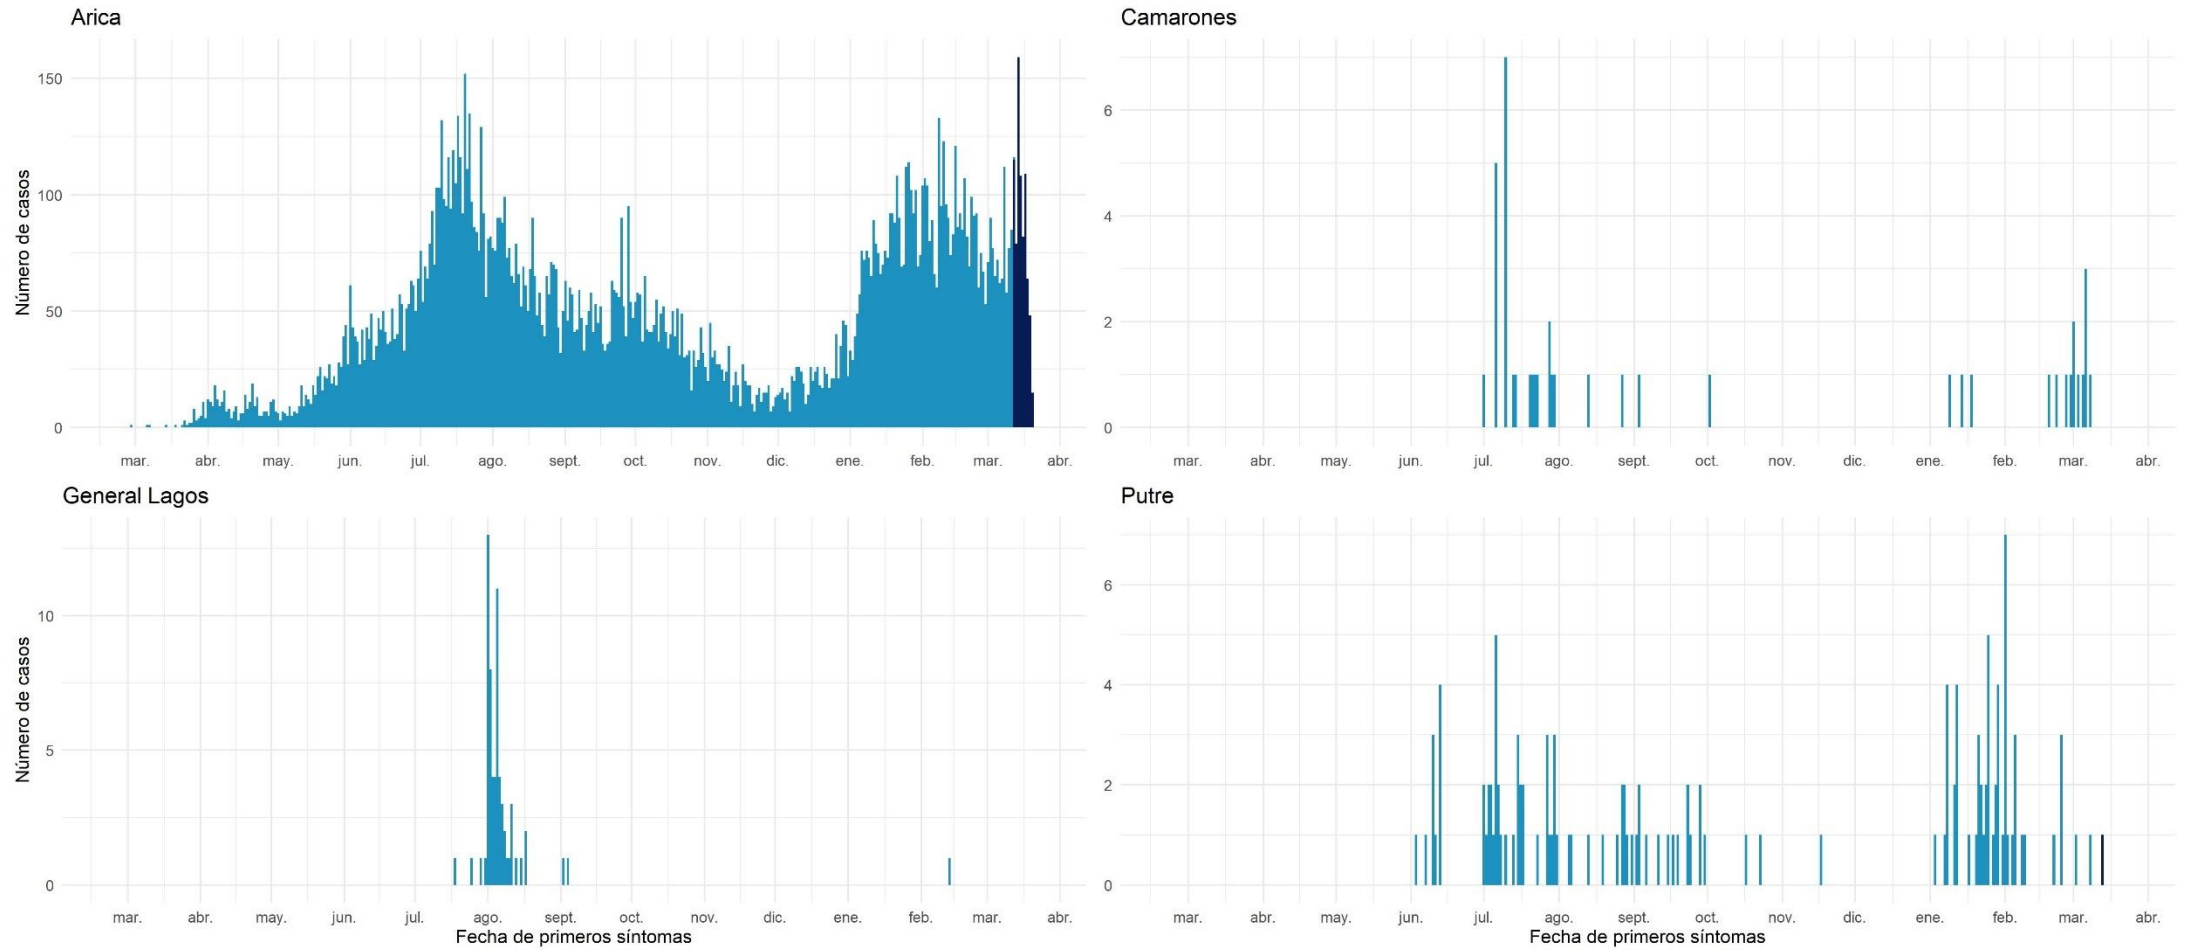 Arica
Número de casos
150
100
50
0
mar. abr. may. jun. jul. ago. sept. oct. nov. dic. ene. feb. mar. abr.
Camarones
6
4
2
0
mar. abr. may. jun. jul. ago. sept. oct. nov. dic. ene. feb. mar. abr.
General Lagos
Número de casos
10
5
0
mar. abr. may. jun. jul. ago. sept. oct. nov. dic. ene. feb. mar. abr.
Fecha de primeros síntomas
Putre
6
4
2
0
mar. abr. may. jun. jul. ago. sept. oct. nov. dic. ene. feb. mar. abr.
Fecha de primeros síntomas